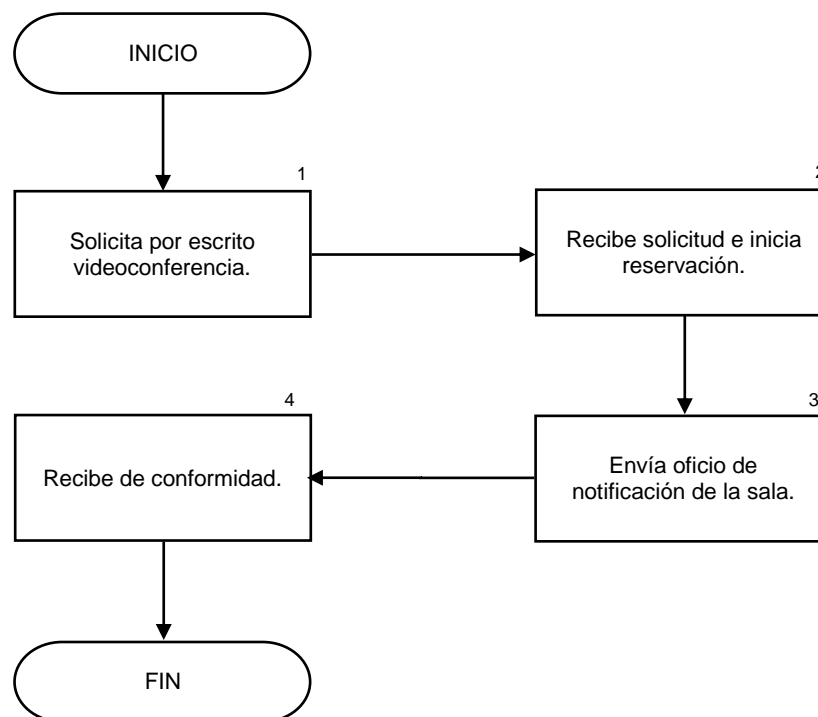 INICIO
1
Solicita por escrito
videoconferencia.
2
Recibe solicitud e inicia
reservación.
3
Envía oficio de
notificación de la sala.
4
Recibe de conformidad.
FIN